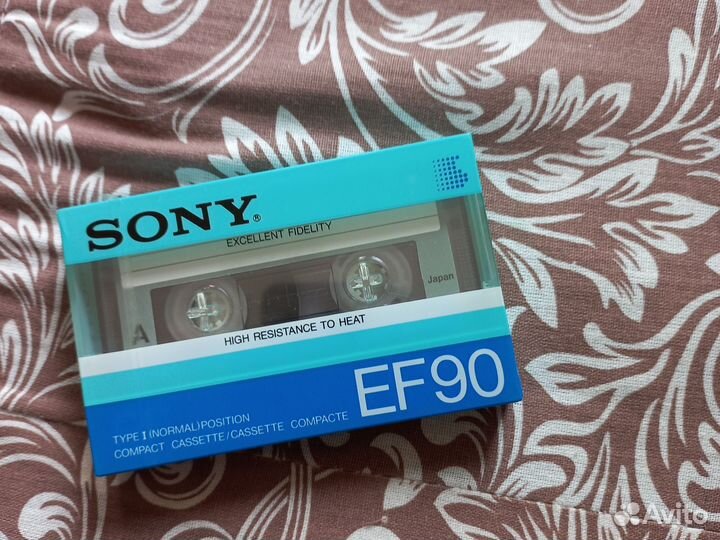 SONY®
EXCELLENT FIDELITY
Japan
A
HIGH RESISTANCE TO HEAT
EF90
TYPE I (NORMAL) POSITION
COMPACT CASSETTE/CASSETTE COMPACTE
Avito